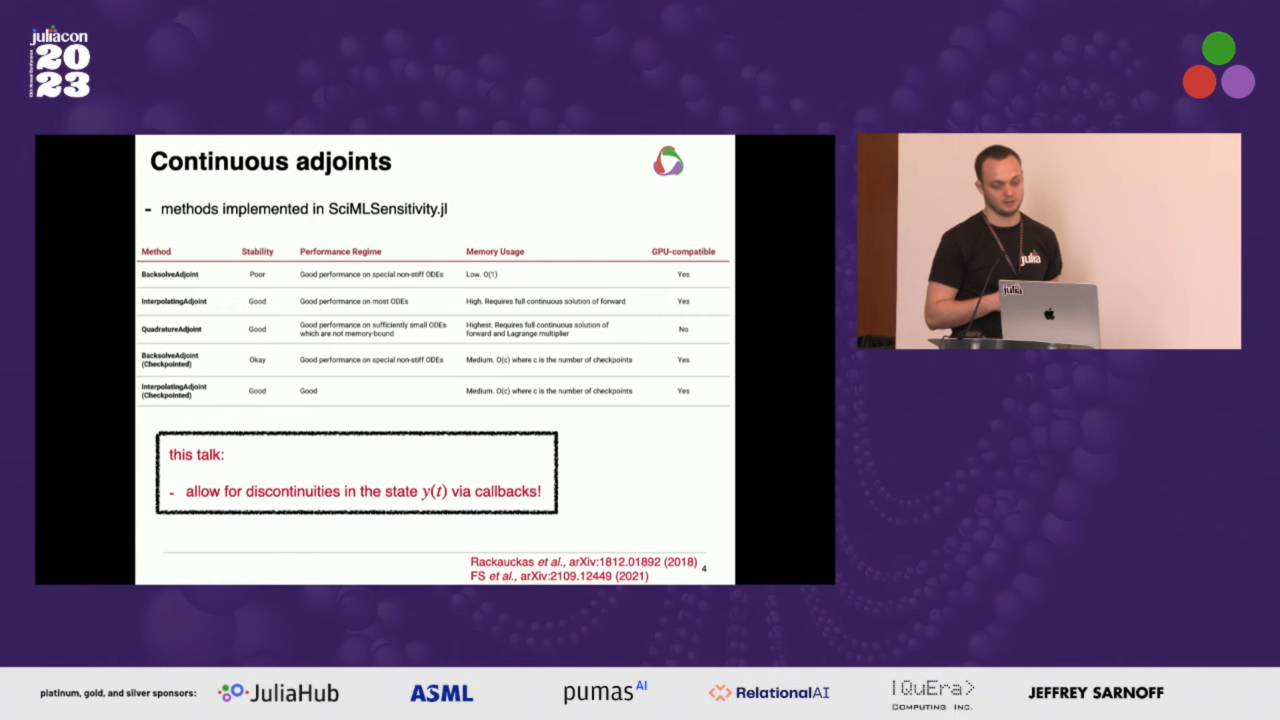 juliacon
20
23
Continuous adjoints
- methods implemented in SciMLSensitivity.jl
Method Stability Performance Regime Memory Usage GPU-compatible
BacksolveAdjoint Poor Good performance on special non-stiff ODEs Low. O(1) Yes
InterpolatingAdjoint Good Good performance on most ODEs High. Requires full continuous solution of forward Yes
QuadratureAdjoint Good Good performance on sufficiently small ODEs which are not memory-bound Highest. Requires full continuous solution of forward and Lagrange multiplier No
BacksolveAdjoint (Checkpointed) Okay Good performance on special non-stiff ODEs Medium. O(c) where c is the number of checkpoints Yes
InterpolatingAdjoint (Checkpointed) Good Good Medium. O(c) where c is the number of checkpoints Yes
this talk:
- allow for discontinuities in the state y(t) via callbacks!
Rackauckas et al., arXiv:1812.01892 (2018)
FS et al., arXiv:2109.12449 (2021)
4
julia
julia
platinum, gold, and silver sponsors: JuliaHub ASML pumasAI RelationalAI |QuEra> COMPUTING INC. JEFFREY SARNOFF